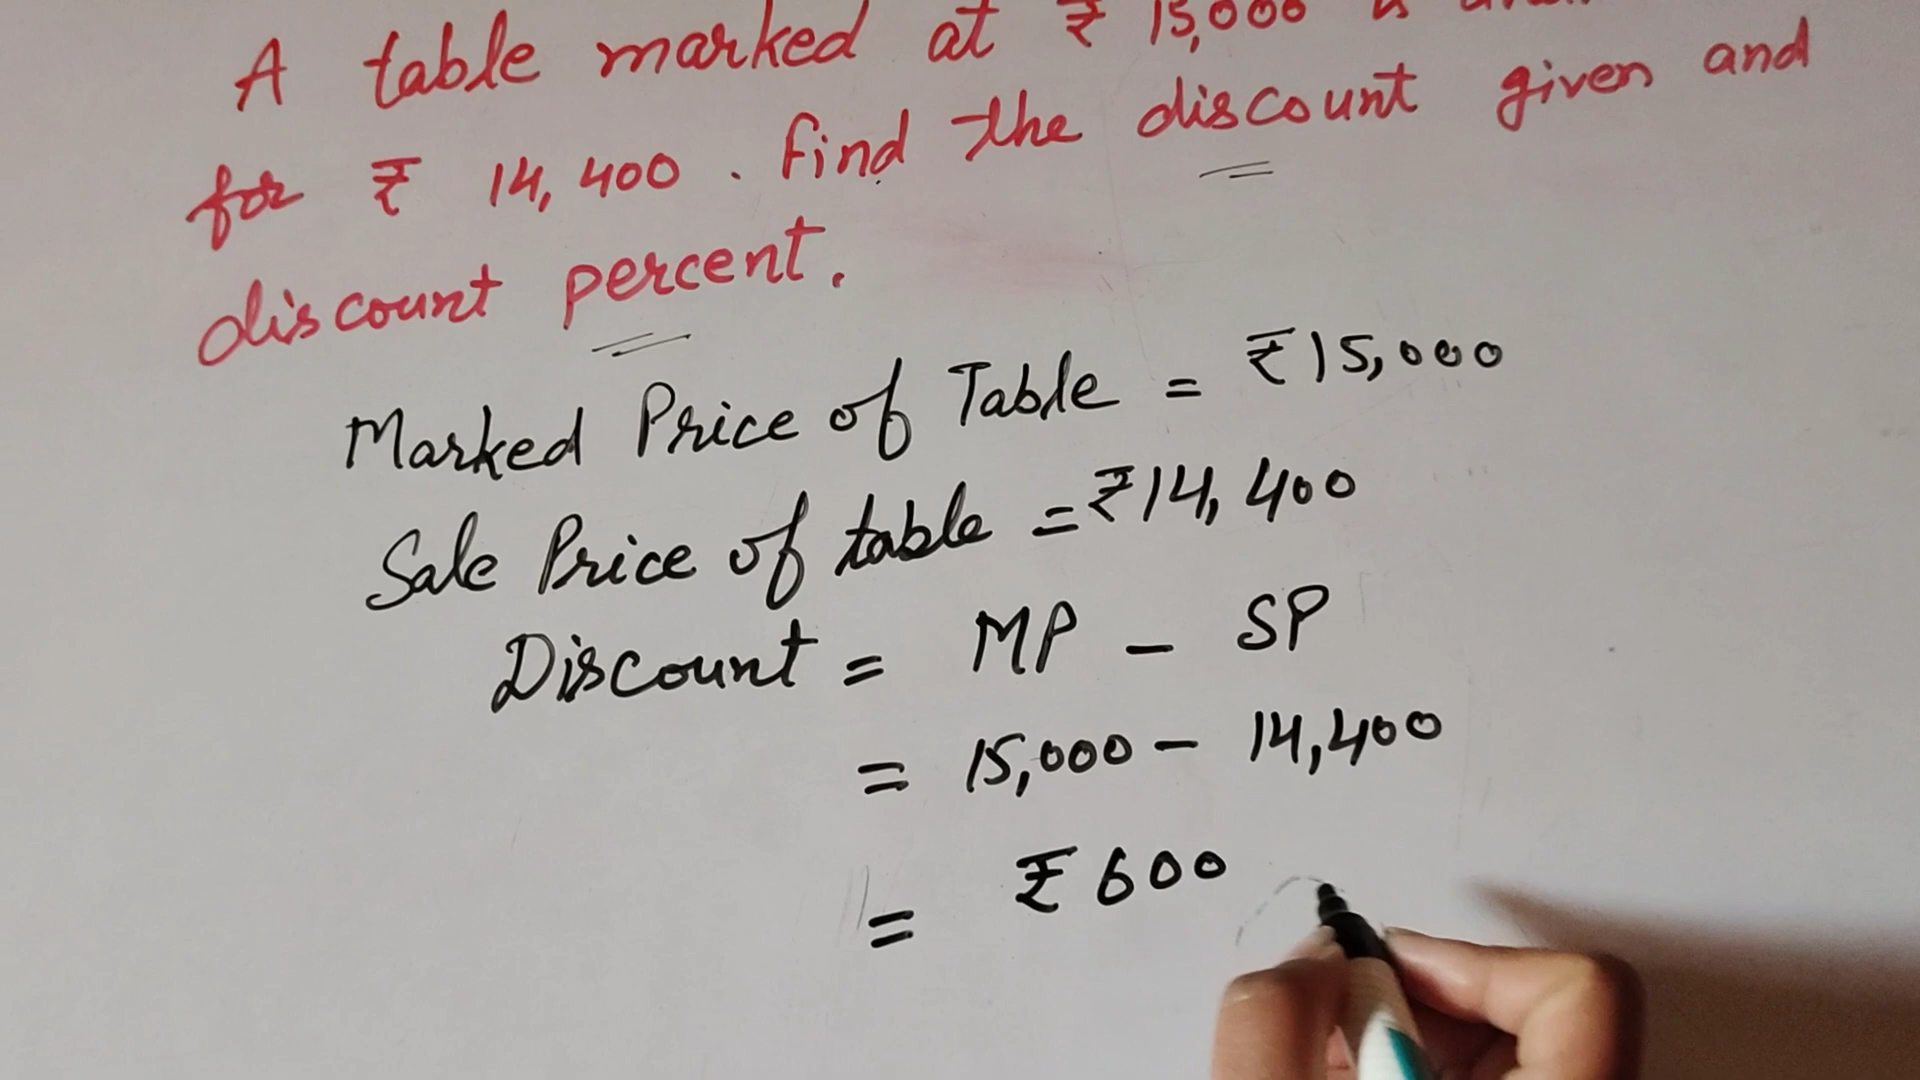 A table marked at ₹ 15,000 is
for ₹ 14,400. Find the discount given and
discount percent.
Marked Price of Table = ₹15,000
Sale Price of table = ₹14,400
Discount = MP - SP
= 15,000 - 14,400
= ₹600